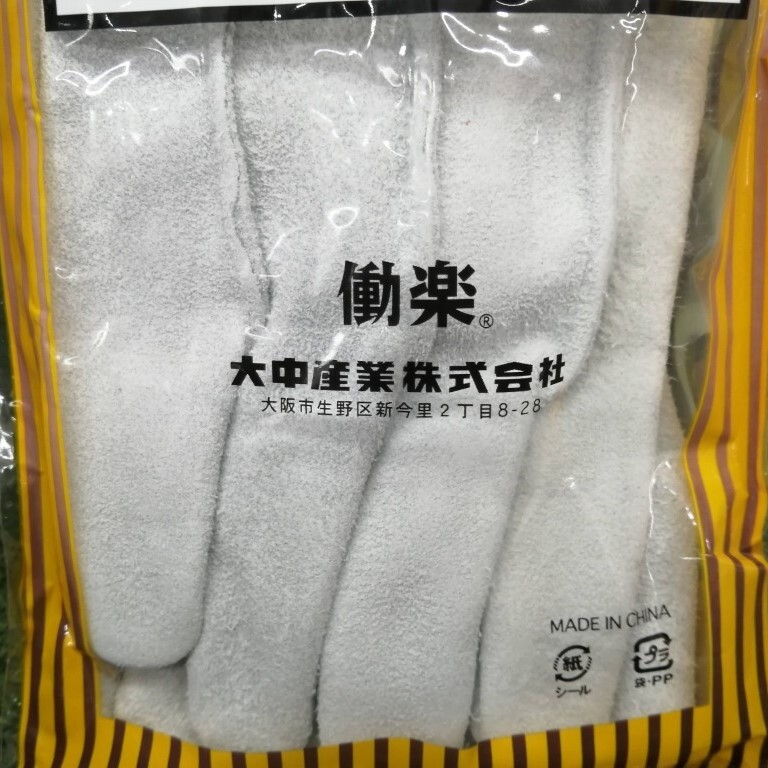 働楽®
大中産業株式会社
大阪市生野区新今里2丁目8-28
MADE IN CHINA
紙 プラ
シール 袋・PP